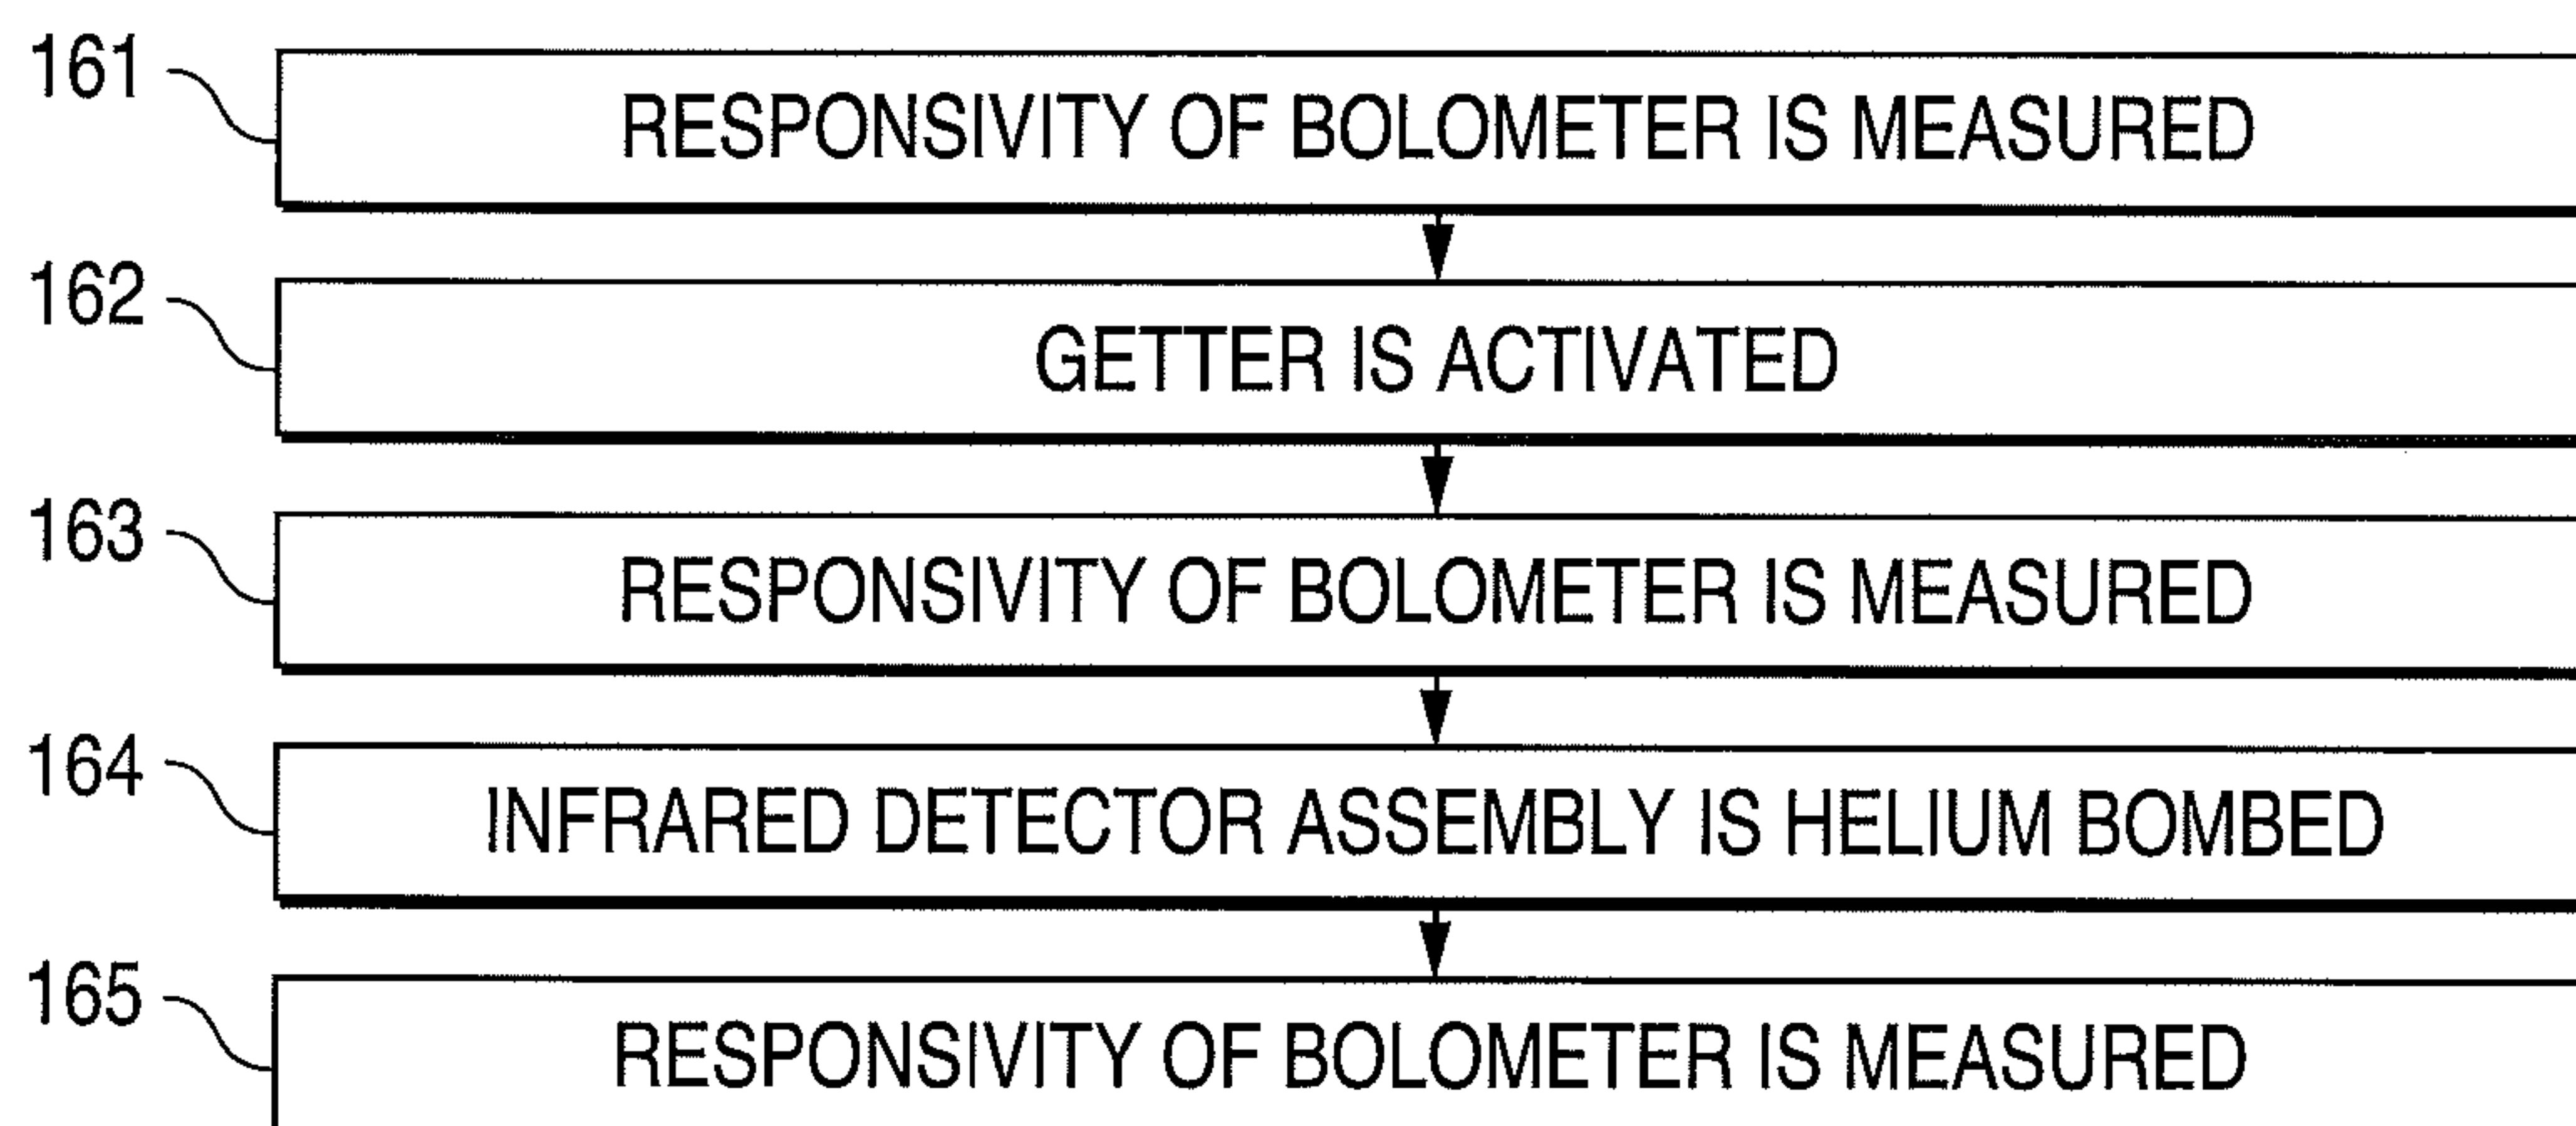 161 RESPONSIVITY OF BOLOMETER IS MEASURED
162 GETTER IS ACTIVATED
163 RESPONSIVITY OF BOLOMETER IS MEASURED
164 INFRARED DETECTOR ASSEMBLY IS HELIUM BOMBED
165 RESPONSIVITY OF BOLOMETER IS MEASURED